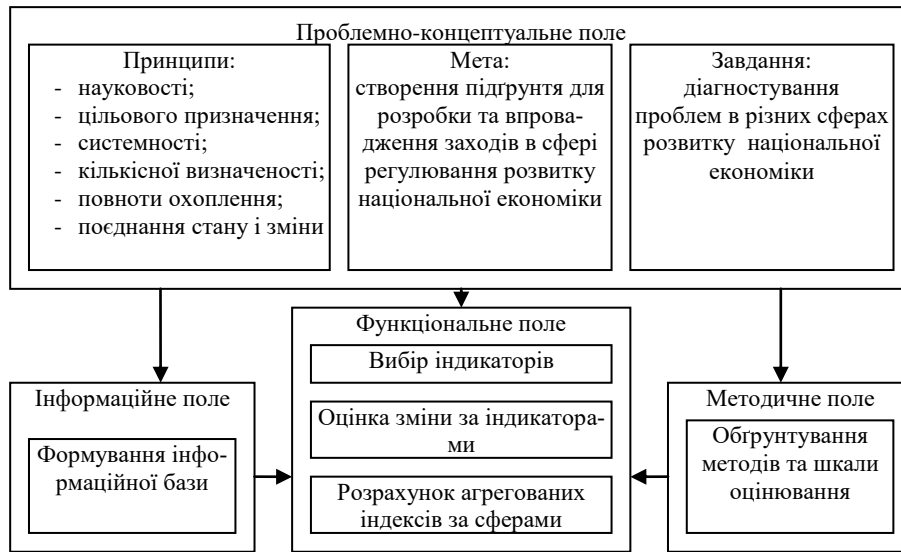 Проблемно-концептуальне поле
Принципи:
- науковості;
- цільового призначення;
- системності;
- кількісної визначеності;
- повноти охоплення;
- поєднання стану і зміни
Мета:
створення підґрунтя для
розробки та впрова-
дження заходів в сфері
регулювання розвитку
національної економіки
Завдання:
діагностування
проблем в різних сферах
розвитку національної
економіки
Інформаційне поле
Формування інфо-
рмаційної бази
Функціональне поле
Вибір індикаторів
Оцінка зміни за індикатора-
ми
Розрахунок агрегованих
індексів за сферами
Методичне поле
Обґрунтування
методів та шкали
оцінювання